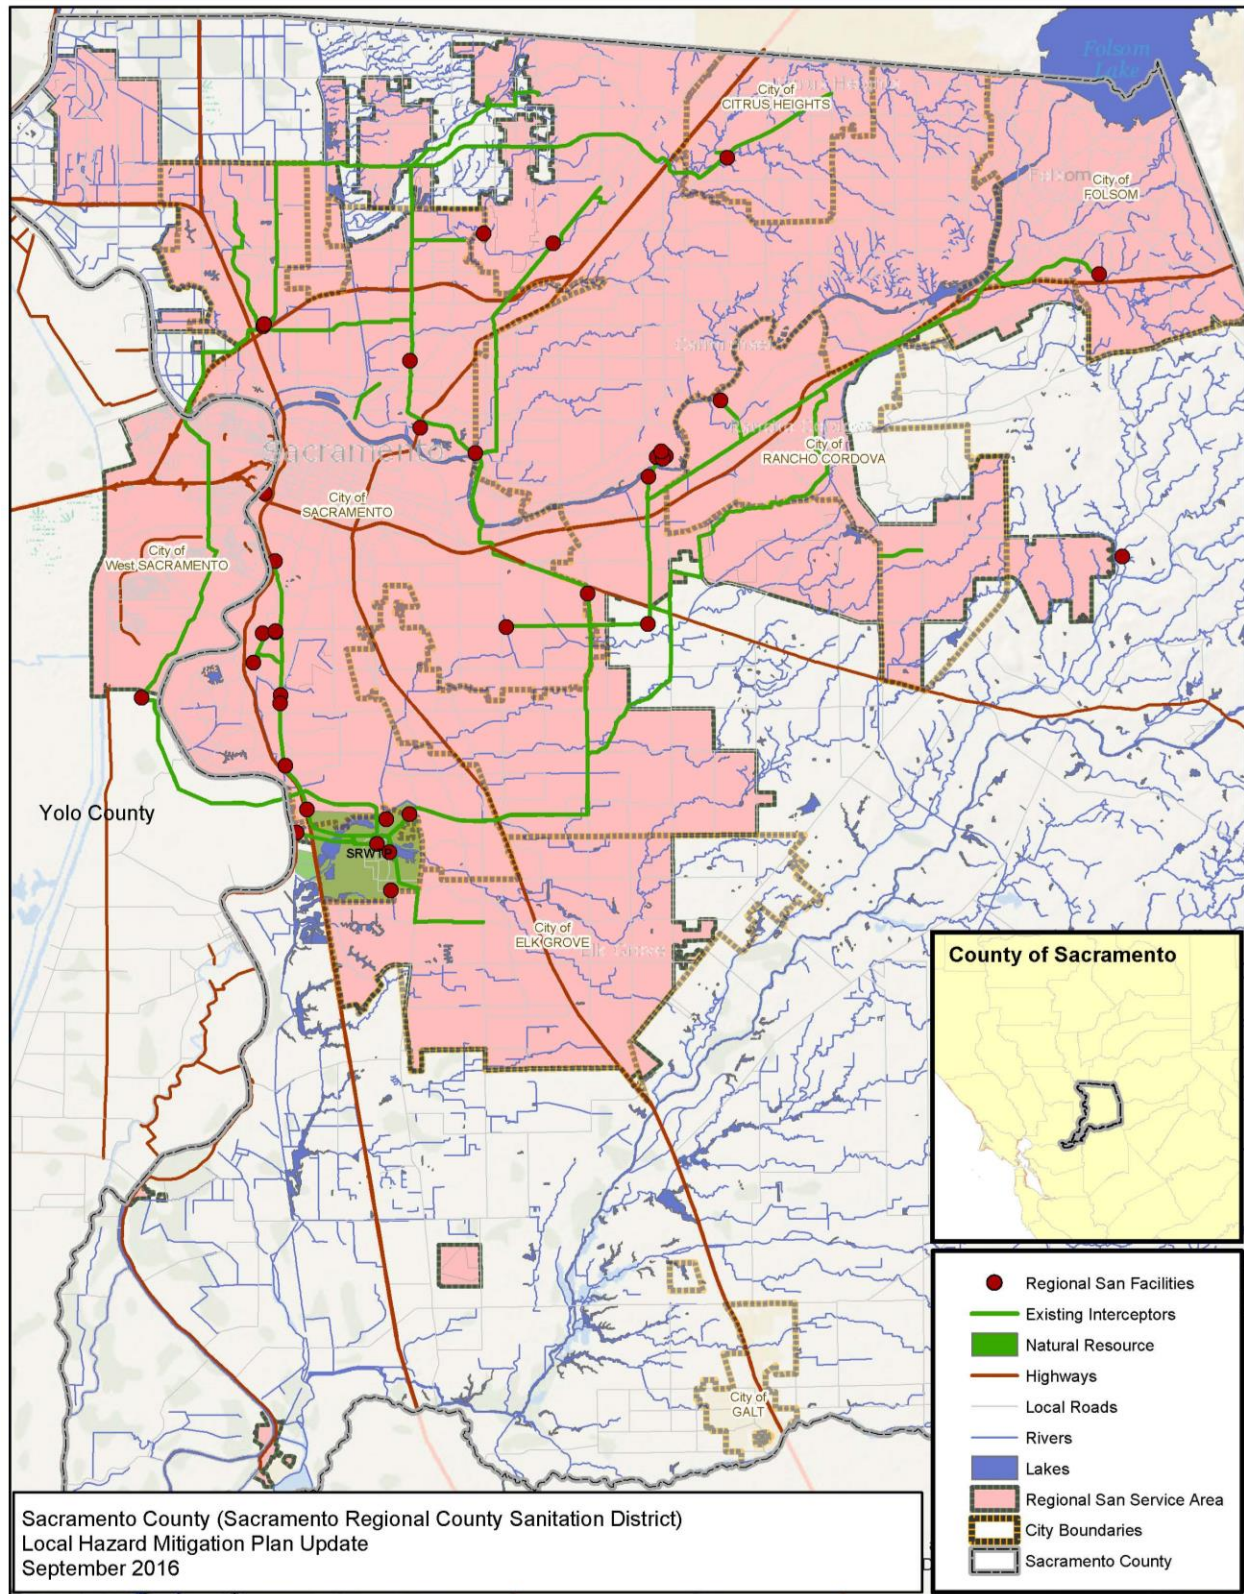 Folsom
Lake
City of
CITRUS HEIGHTS
Folsom
City of
FOLSOM
City of
RANCHO CORDOVA
Sacramento
City of
SACRAMENTO
City of
West SACRAMENTO
Yolo County
SRWTP
City of
ELK GROVE
Elk Grove
County of Sacramento
City of
GALT
Regional San Facilities
Existing Interceptors
Natural Resource
Highways
Local Roads
Rivers
Lakes
Regional San Service Area
City Boundaries
Sacramento County
Sacramento County (Sacramento Regional County Sanitation District)
Local Hazard Mitigation Plan Update
September 2016